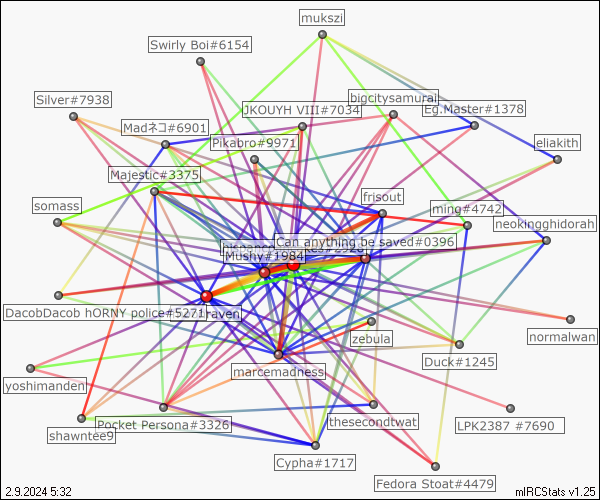 mukszi
Swirly Boi#6154
Silver#7938
bigcitysamurai
JKOUYH VIII#7034
Eg.Master#1378
Madネコ#6901
Pikabro#9971
eliakith
Majestic#3375
frisout
somass
ming#4742
neokingghidorah
Can anything be saved#0396
Mushy#1984
DacobDacob hORNY police#5271
raven
zebula
normalwan
Duck#1245
marcemadness
yoshimanden
LPK2387 #7690
Pocket Persona#3326
thesecondtwat
shawntee9
Cypha#1717
Fedora Stoat#4479
2.9.2024 5:32
mIRCStats v1.25